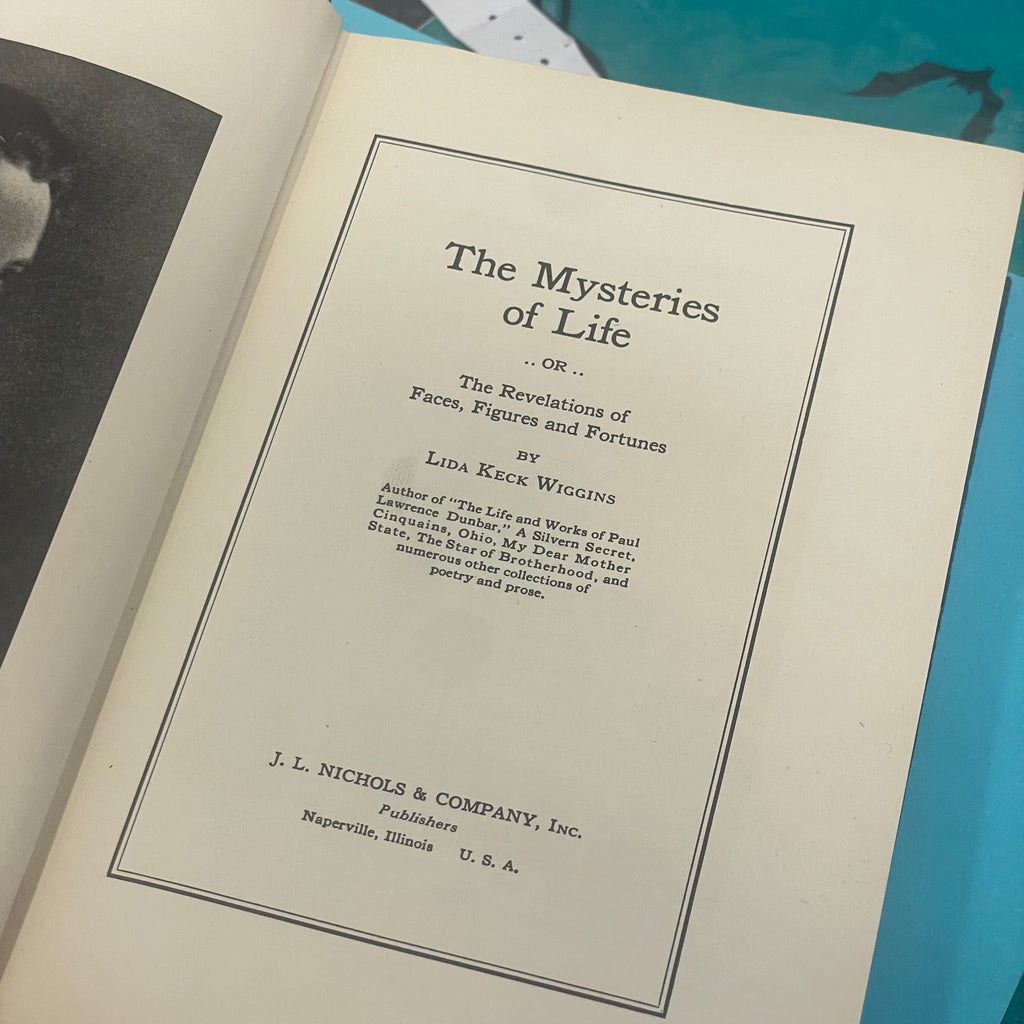 The Mysteries
of Life
.. OR ..
The Revelations of
Faces, Figures and Fortunes
BY
LIDA KECK WIGGINS
Author of "The Life and Works of Paul
Lawrence Dunbar," A Silvern Secret,
Cinquains, Ohio, My Dear Mother
State, The Star of Brotherhood, and
numerous other collections of
poetry and prose.
J. L. NICHOLS & COMPANY, INC.
Publishers
Naperville, Illinois U. S. A.